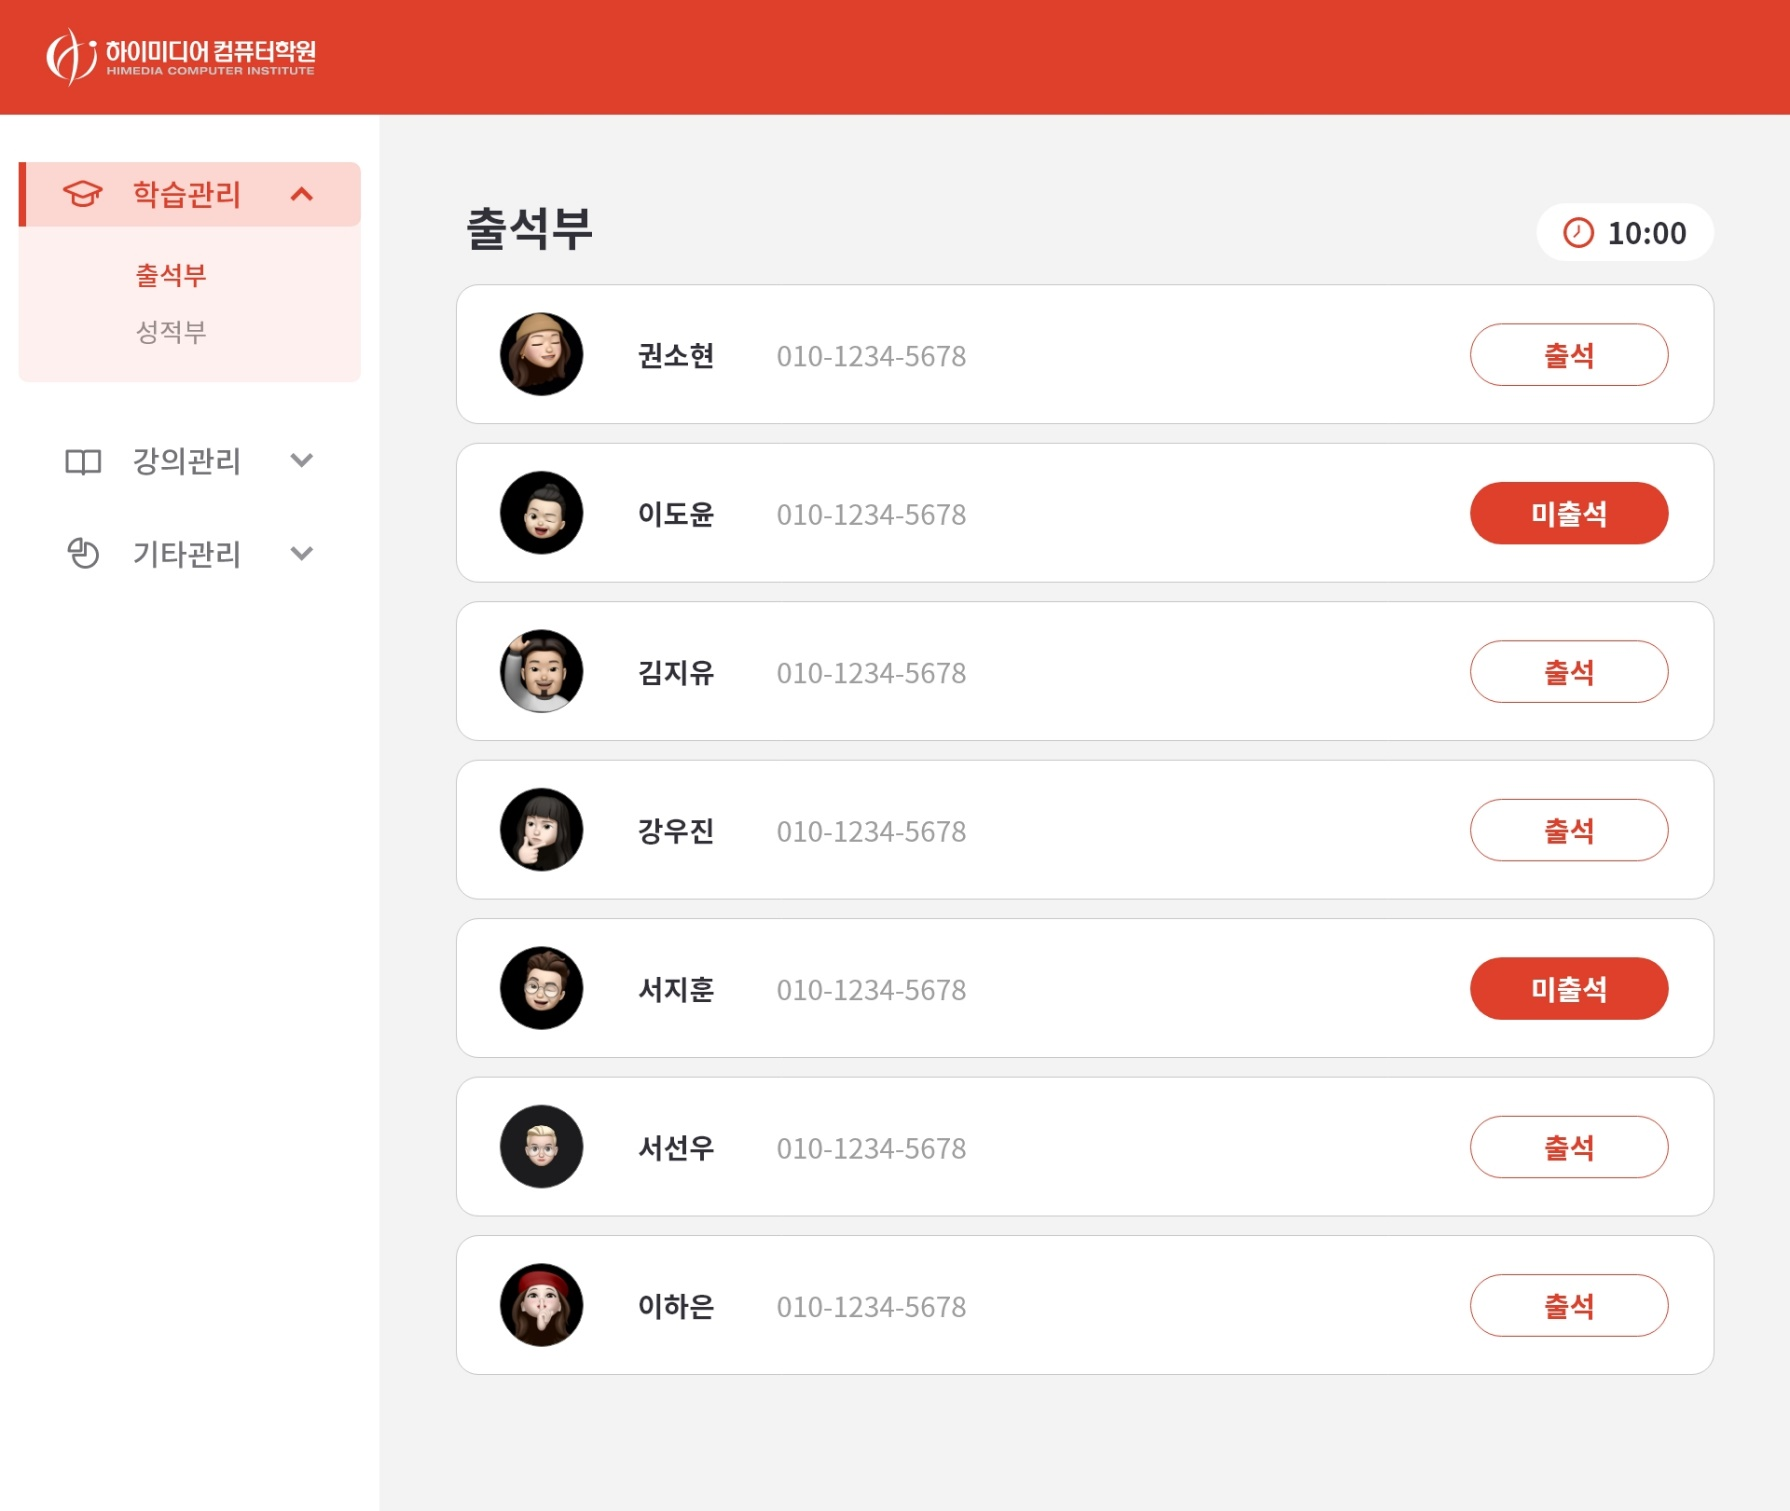 하이미디어 컴퓨터학원
HIMEDIA COMPUTER INSTITUTE
학습관리
출석부
성적부
강의관리
기타관리
출석부
10:00
권소현 010-1234-5678 출석
이도윤 010-1234-5678 미출석
김지유 010-1234-5678 출석
강우진 010-1234-5678 출석
서지훈 010-1234-5678 미출석
서선우 010-1234-5678 출석
이하은 010-1234-5678 출석